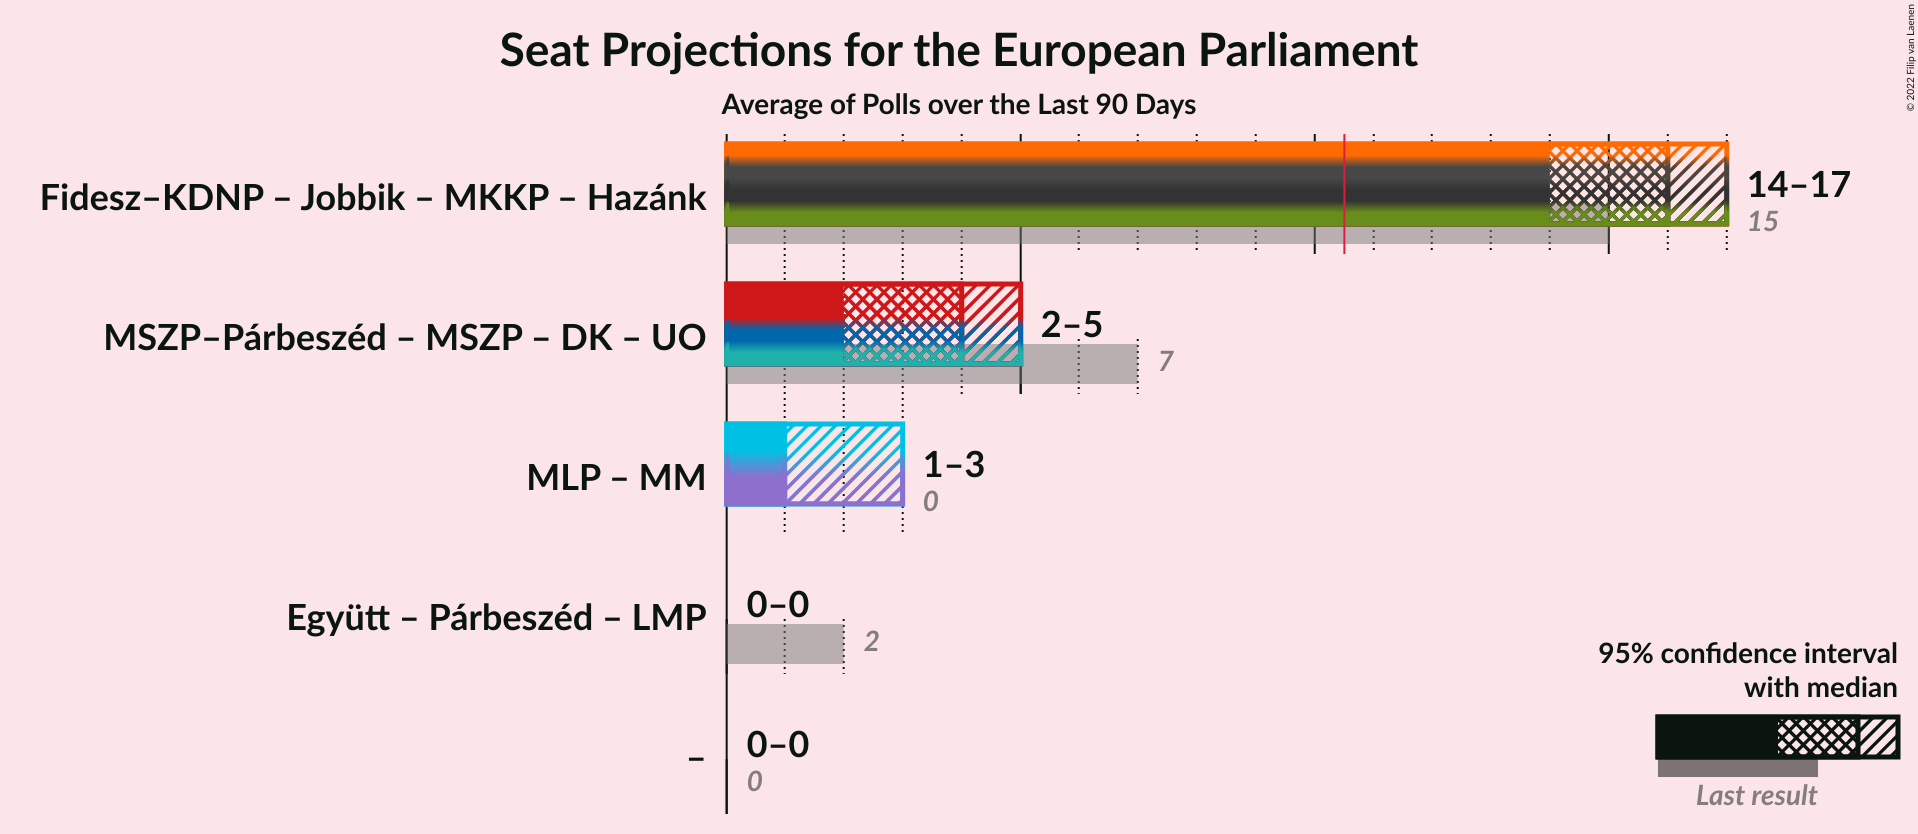 Seat Projections for the European Parliament
Average of Polls over the Last 90 Days
© 2022 Filip van Laenen
Fidesz–KDNP – Jobbik – MKKP – Hazánk
14–17
15
MSZP–Párbeszéd – MSZP – DK – UO
2–5
7
MLP – MM
1–3
0
Együtt – Párbeszéd – LMP
0–0
2
–
0–0
0
95% confidence interval
with median
Last result